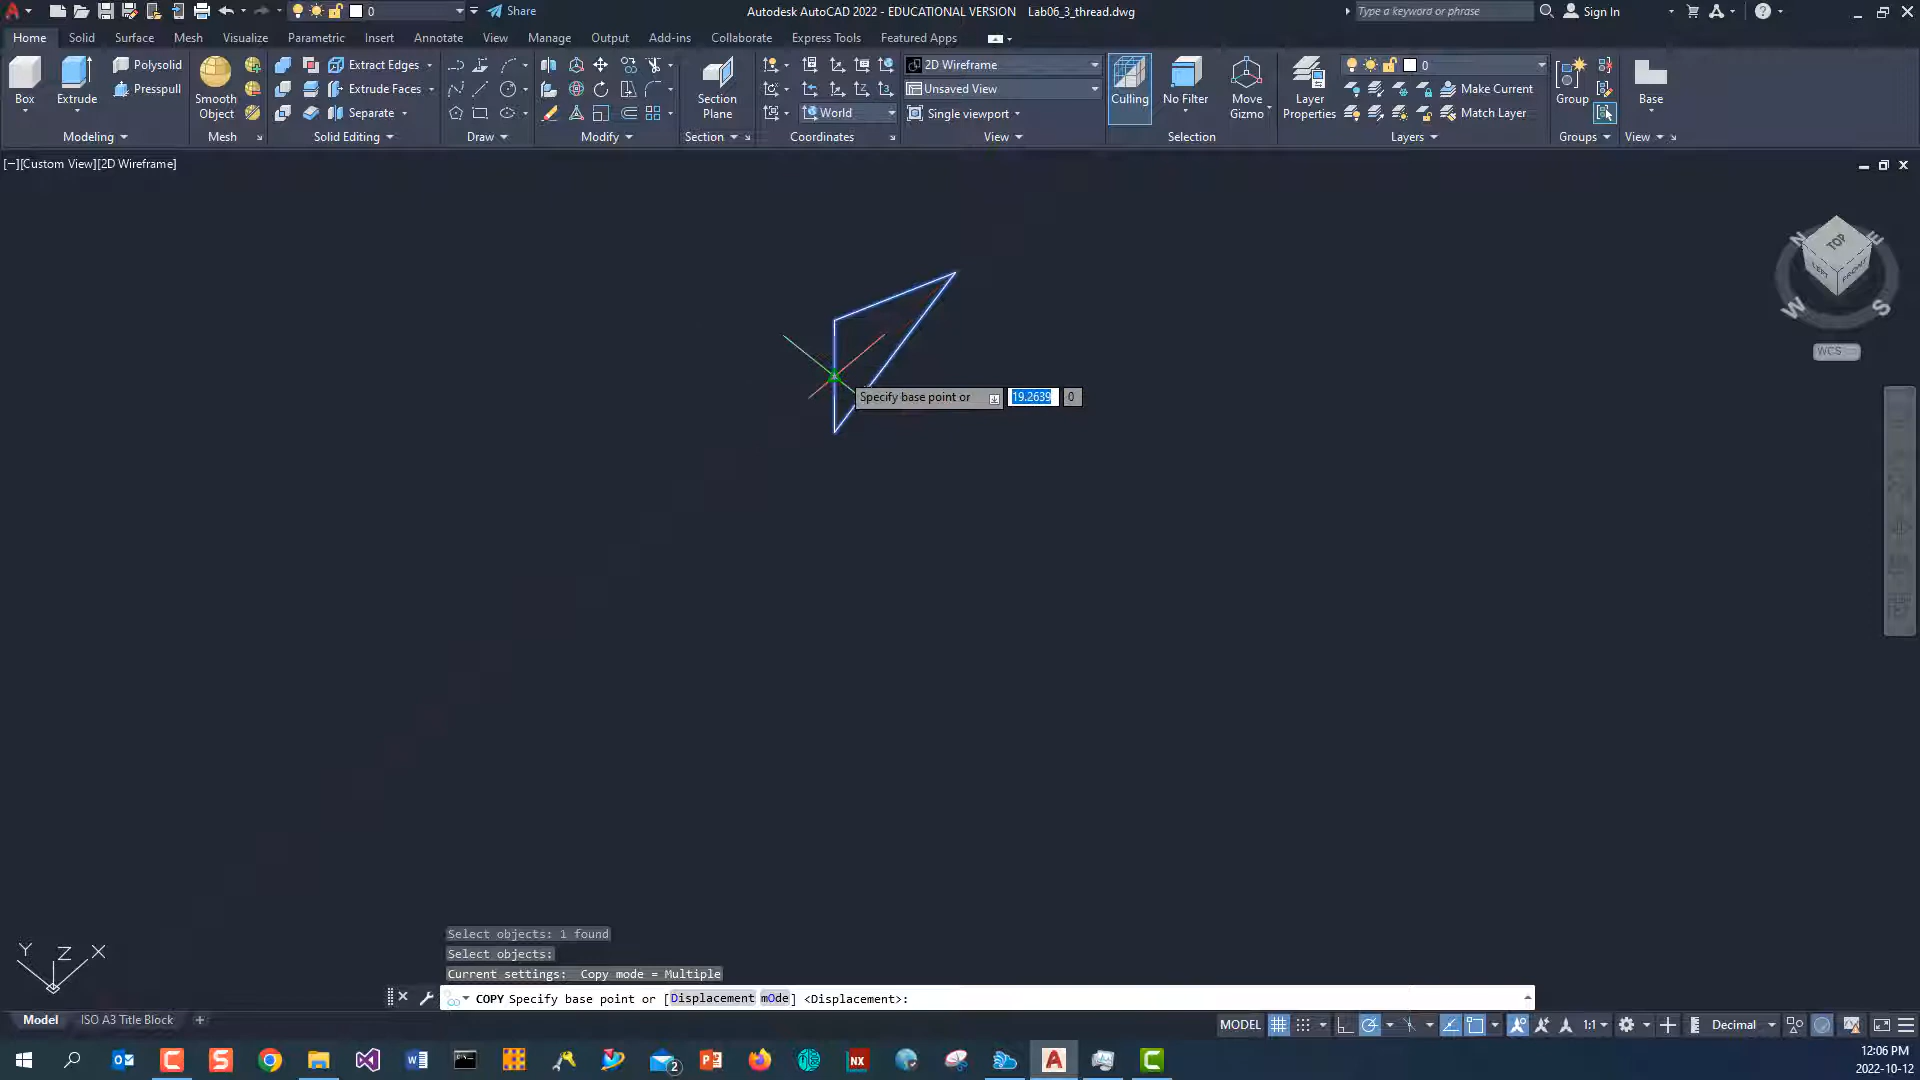 0
Share
Autodesk AutoCAD 2022 - EDUCATIONAL VERSION Lab06_3_thread.dwg
Type a keyword or phrase
Sign In
Home Solid Surface Mesh Visualize Parametric Insert Annotate View Manage Output Add-ins Collaborate Express Tools Featured Apps
Box
Extrude
Polysolid
Presspull
Smooth Object
Extract Edges
Extrude Faces
Separate
Section Plane
World
2D Wireframe
Unsaved View
Single viewport
Culling
No Filter
Move Gizmo
Layer Properties
0
Make Current
Match Layer
Group
Base
Modeling Mesh Solid Editing Draw Modify Section Coordinates View Selection Layers Groups View
[−][Custom View][2D Wireframe]
N
E
TOP
LEFT
FRONT
W
S
WCS
Specify base point or 19.2639 0
Select objects: 1 found
Select objects:
Current settings: Copy mode = Multiple
COPY Specify base point or [Displacement mOde] <Displacement>:
Y Z X
Model ISO A3 Title Block +
MODEL 1:1 Decimal
2
NX
12:06 PM
2022-10-12